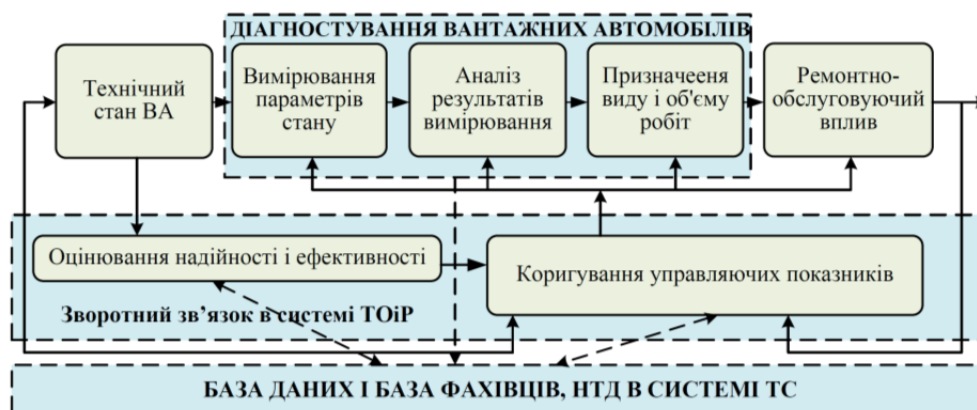 ДІАГНОСТУВАННЯ ВАНТАЖНИХ АВТОМОБІЛІВ
Технічний
стан ВА
Вимірювання
параметрів
стану
Аналіз
результатів
вимірювання
Призначееня
виду і об'єму
робіт
Ремонтно-
обслуговуючий
вплив
Оцінювання надійності і ефективності
Коригування управляючих показників
Зворотний зв’язок в системі ТОіР
БАЗА ДАНИХ І БАЗА ФАХІВЦІВ, НТД В СИСТЕМІ ТС